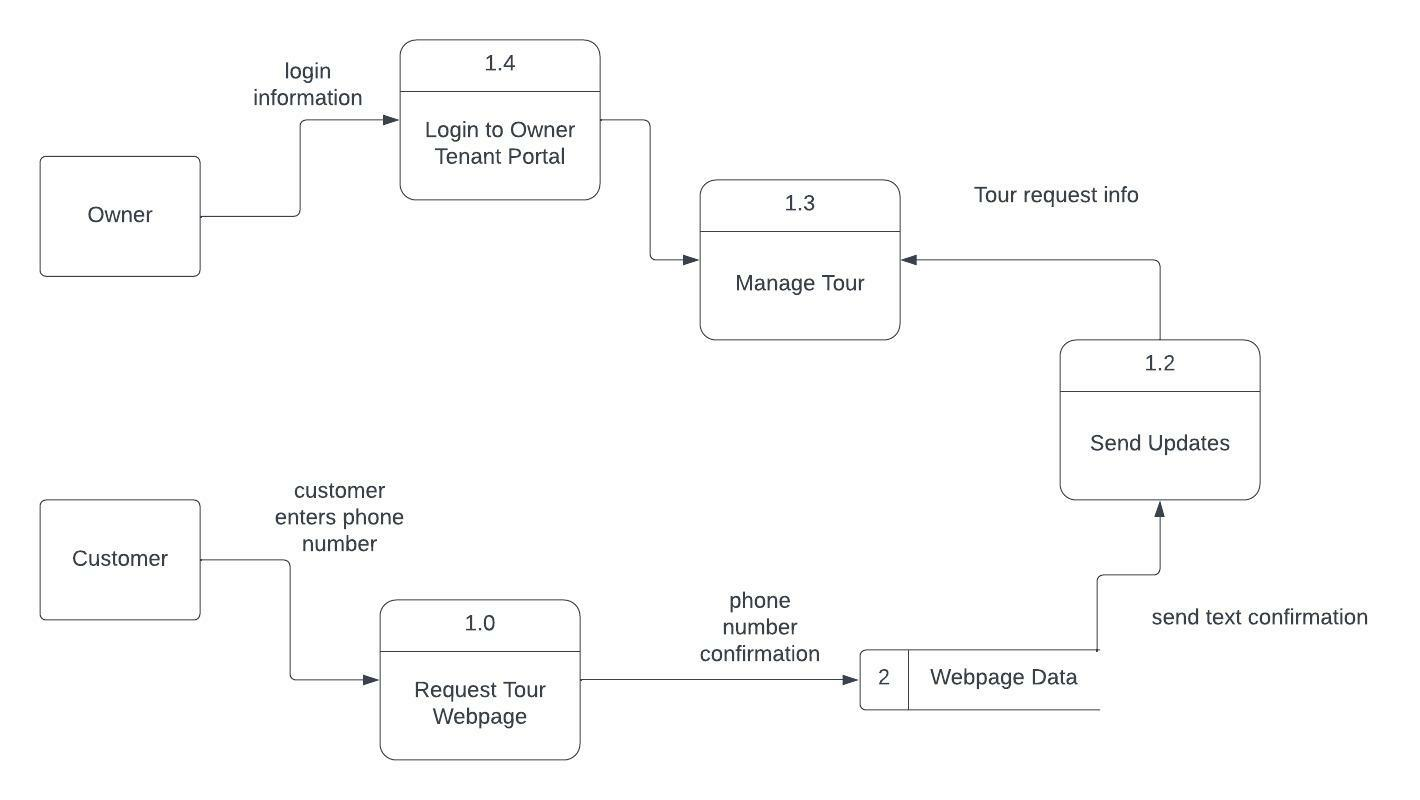 1.4
login
information
Login to Owner
Tenant Portal
Owner
1.3
Tour request info
Manage Tour
1.2
Send Updates
customer
enters phone
number
Customer
1.0
phone
number
confirmation
send text confirmation
Request Tour
Webpage
2
Webpage Data